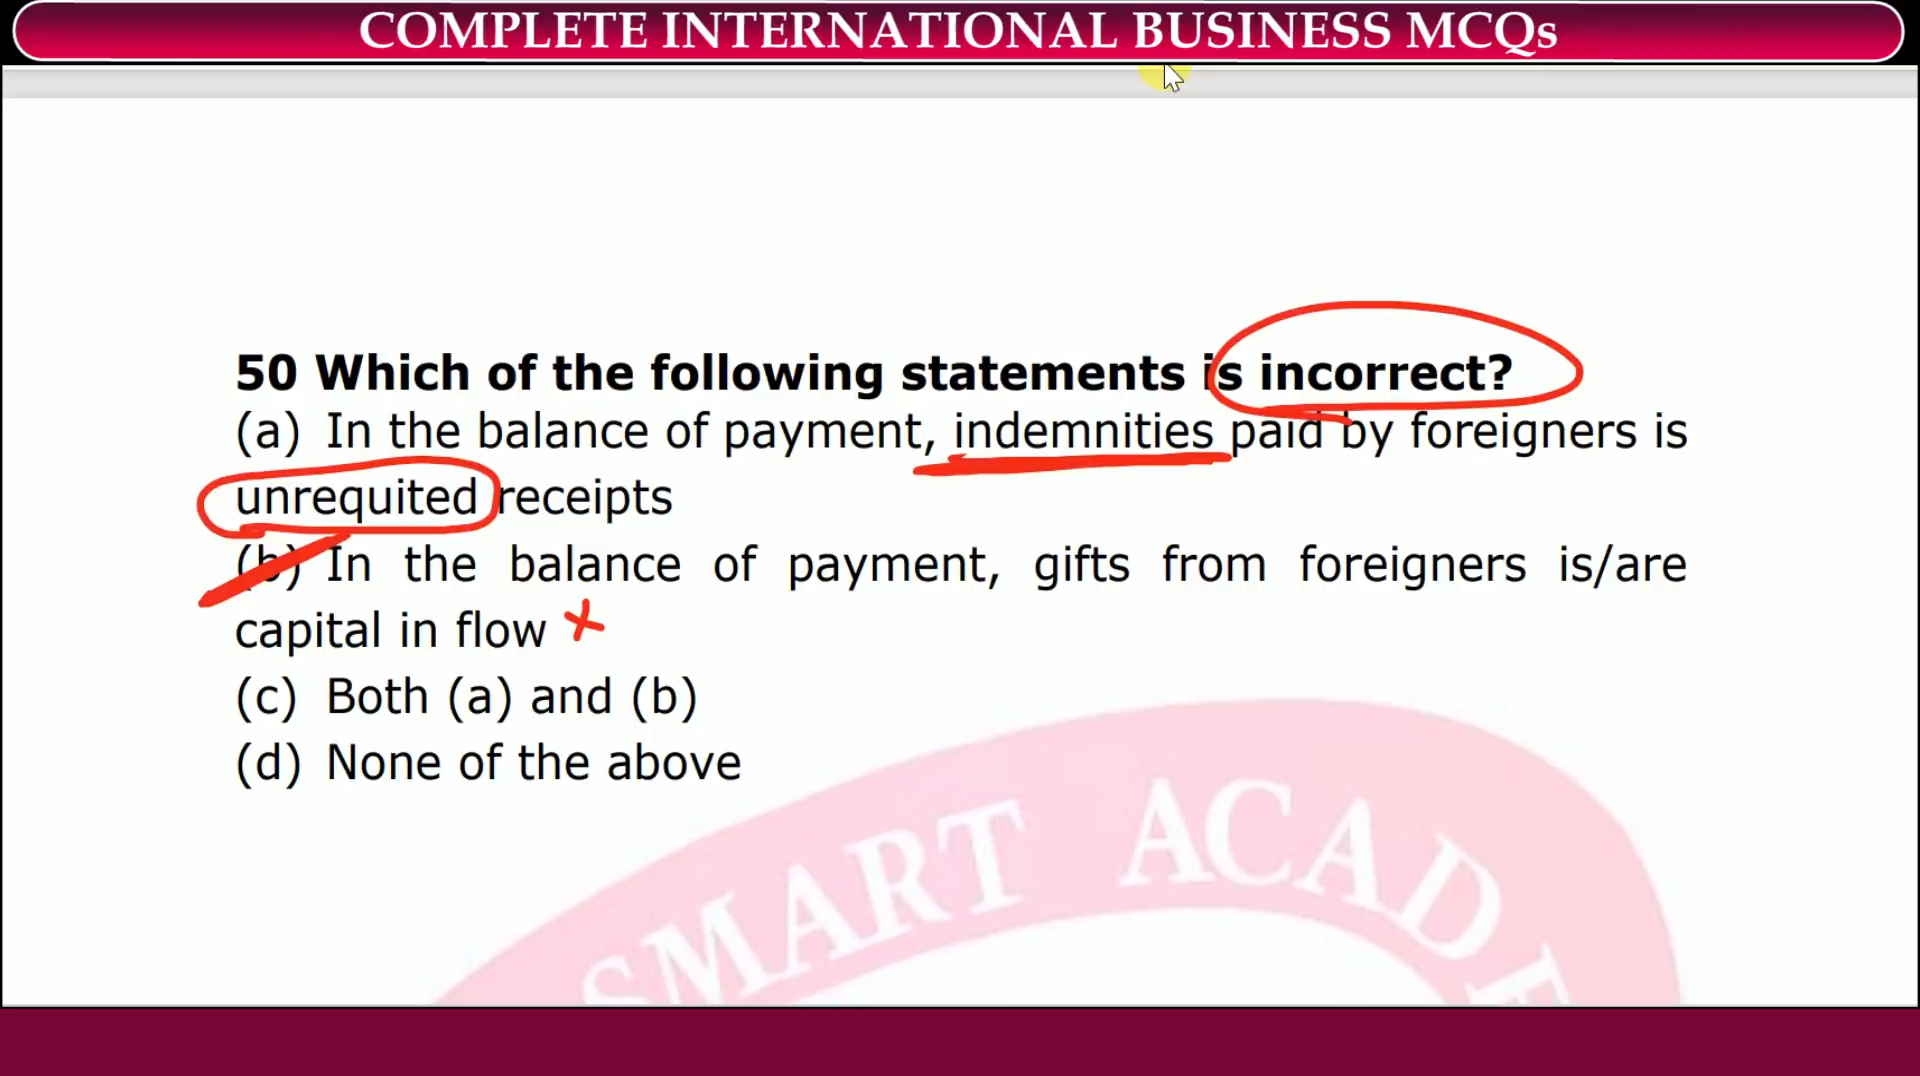 COMPLETE INTERNATIONAL BUSINESS MCQs
50 Which of the following statements is incorrect?
(a) In the balance of payment, indemnities paid by foreigners is
unrequited receipts
(b) In the balance of payment, gifts from foreigners is/are
capital in flow
(c) Both (a) and (b)
(d) None of the above
SMART ACADE